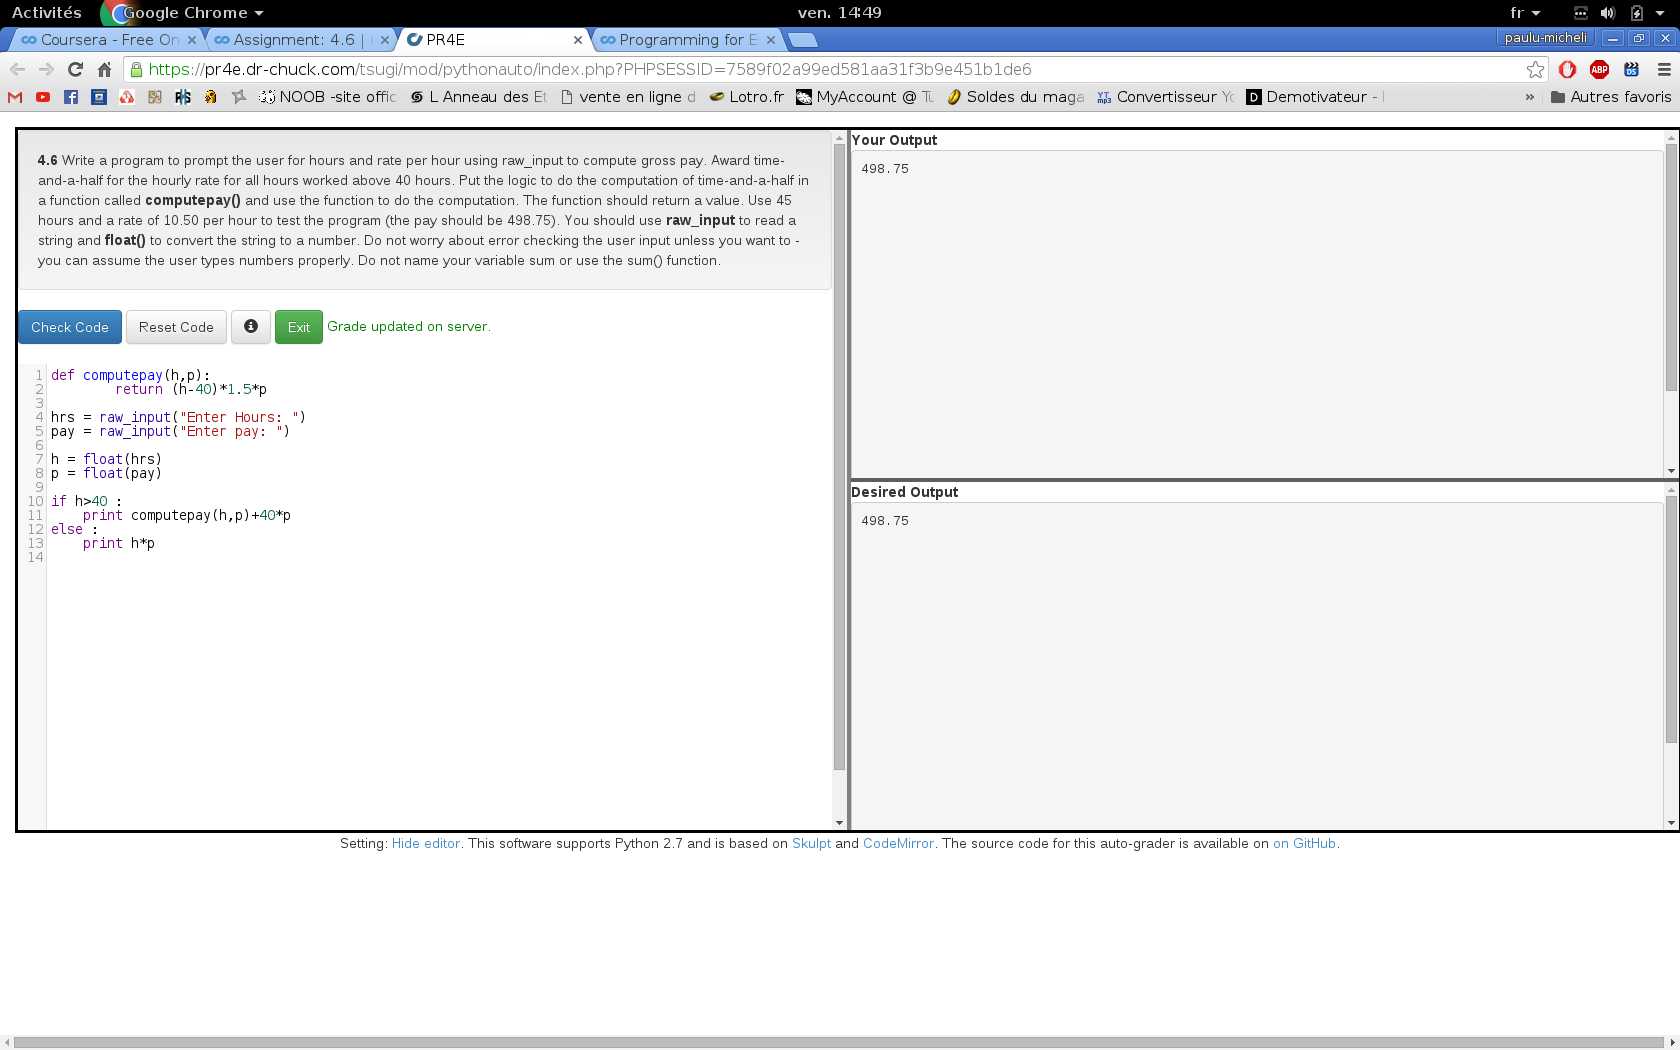 Activités
Google Chrome
ven. 14:49
fr
Coursera - Free On
Assignment: 4.6 |
PR4E
Programming for E
paulu-micheli
https://pr4e.dr-chuck.com/tsugi/mod/pythonauto/index.php?PHPSESSID=7589f02a99ed581aa31f3b9e451b1de6
NOOB -site offic
L Anneau des Et
vente en ligne d
Lotro.fr
MyAccount @ Tu
Soldes du maga
Convertisseur Yo
Demotivateur -
»
Autres favoris
4.6 Write a program to prompt the user for hours and rate per hour using raw_input to compute gross pay. Award time-
and-a-half for the hourly rate for all hours worked above 40 hours. Put the logic to do the computation of time-and-a-half in
a function called computepay() and use the function to do the computation. The function should return a value. Use 45
hours and a rate of 10.50 per hour to test the program (the pay should be 498.75). You should use raw_input to read a
string and float() to convert the string to a number. Do not worry about error checking the user input unless you want to -
you can assume the user types numbers properly. Do not name your variable sum or use the sum() function.
Check Code
Reset Code
Exit
Grade updated on server.
1 def computepay(h,p):
2 return (h-40)*1.5*p
3
4 hrs = raw_input("Enter Hours: ")
5 pay = raw_input("Enter pay: ")
6
7 h = float(hrs)
8 p = float(pay)
9
10 if h>40 :
11 print computepay(h,p)+40*p
12 else :
13 print h*p
14
Your Output
498.75
Desired Output
498.75
Setting: Hide editor. This software supports Python 2.7 and is based on Skulpt and CodeMirror. The source code for this auto-grader is available on on GitHub.